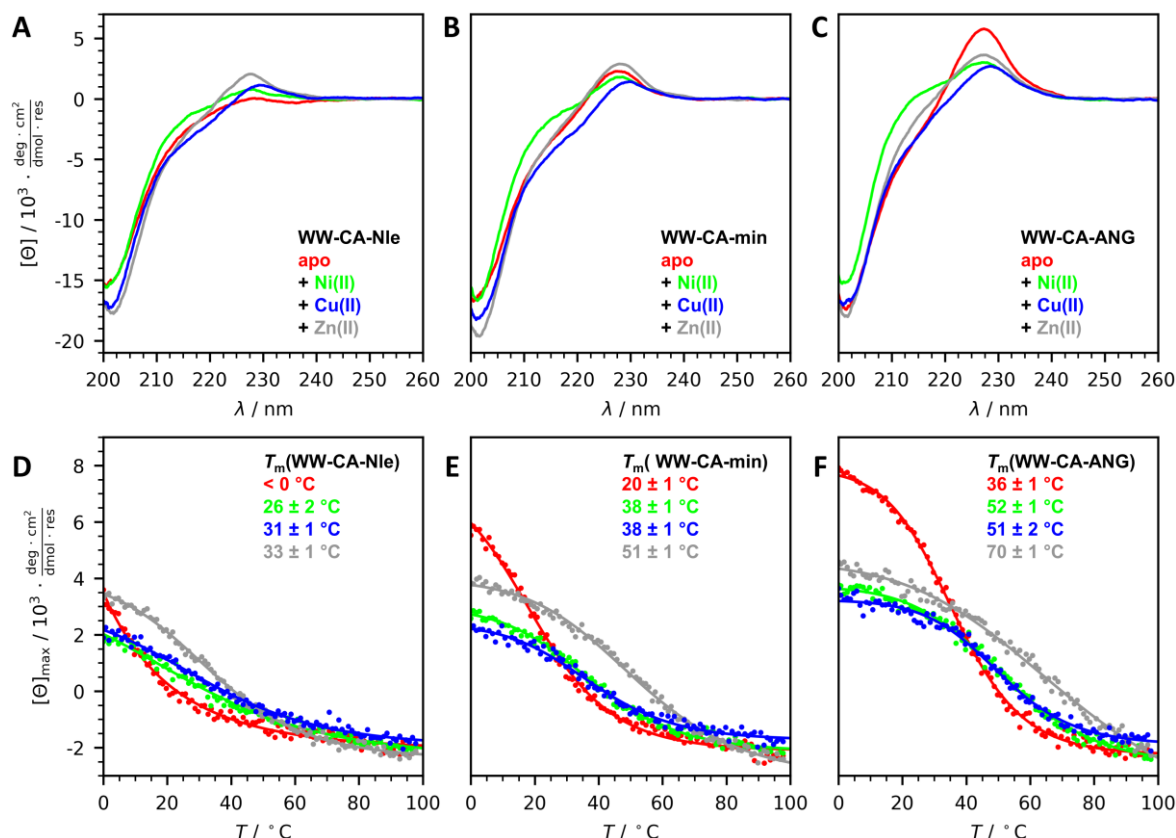 A
B
C
[Θ] / 10³ · deg · cm² / dmol · res
5
0
-5
-10
-15
-20
WW-CA-Nle
apo
+ Ni(II)
+ Cu(II)
+ Zn(II)
WW-CA-min
apo
+ Ni(II)
+ Cu(II)
+ Zn(II)
WW-CA-ANG
apo
+ Ni(II)
+ Cu(II)
+ Zn(II)
200 210 220 230 240 250 260
200 210 220 230 240 250 260
200 210 220 230 240 250 260
λ / nm
λ / nm
λ / nm
D
E
F
[Θ]max / 10³ · deg · cm² / dmol · res
8
6
4
2
0
-2
Tm(WW-CA-Nle)
< 0 °C
26 ± 2 °C
31 ± 1 °C
33 ± 1 °C
Tm( WW-CA-min)
20 ± 1 °C
38 ± 1 °C
38 ± 1 °C
51 ± 1 °C
Tm(WW-CA-ANG)
36 ± 1 °C
52 ± 1 °C
51 ± 2 °C
70 ± 1 °C
0 20 40 60 80 100
0 20 40 60 80 100
0 20 40 60 80 100
T / °C
T / °C
T / °C